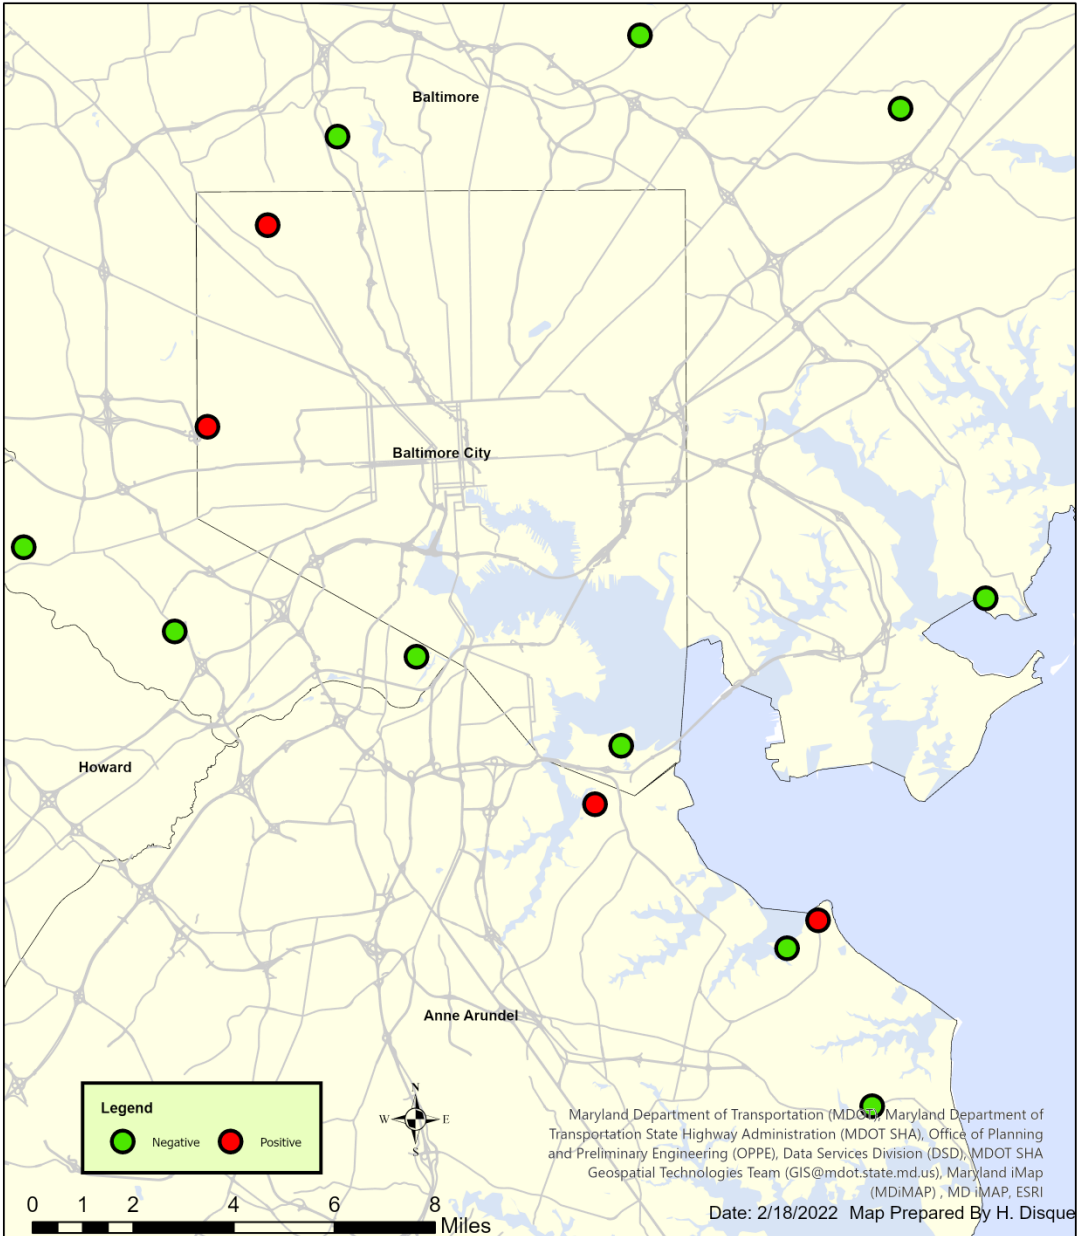 Baltimore
Baltimore City
Howard
Anne Arundel
Legend
Negative Positive
N
W E
S
Maryland Department of Transportation (MDOT), Maryland Department of
Transportation State Highway Administration (MDOT SHA), Office of Planning
and Preliminary Engineering (OPPE), Data Services Division (DSD), MDOT SHA
Geospatial Technologies Team (GIS@mdot.state.md.us), Maryland iMap
(MDiMAP) , MD iMAP, ESRI
0 1 2 4 6 8
Miles
Date: 2/18/2022 Map Prepared By H. Disque